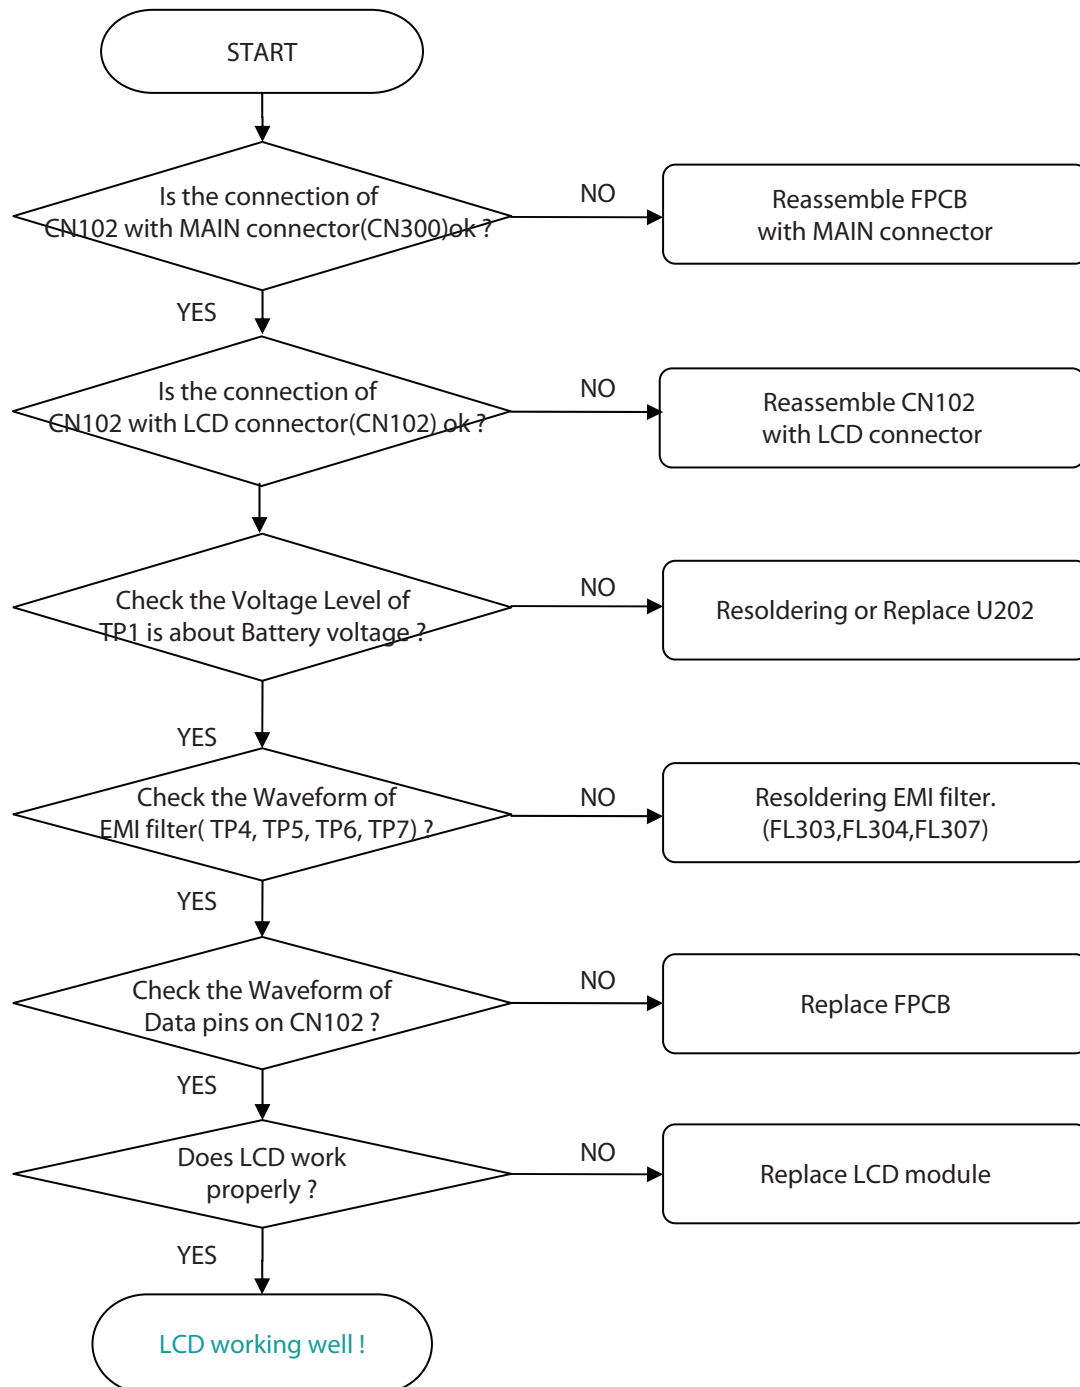 START
Is the connection of
CN102 with MAIN connector(CN300)ok ?
NO
Reassemble FPCB
with MAIN connector
YES
Is the connection of
CN102 with LCD connector(CN102) ok ?
NO
Reassemble CN102
with LCD connector
Check the Voltage Level of
TP1 is about Battery voltage ?
NO
Resoldering or Replace U202
YES
Check the Waveform of
EMI filter( TP4, TP5, TP6, TP7) ?
NO
Resoldering EMI filter.
(FL303,FL304,FL307)
YES
Check the Waveform of
Data pins on CN102 ?
NO
Replace FPCB
YES
Does LCD work
properly ?
NO
Replace LCD module
YES
LCD working well !